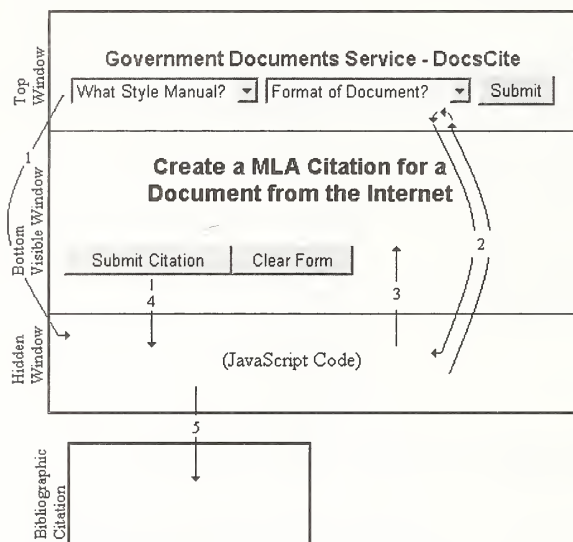 Top
Window
Government Documents Service - DocsCite
What Style Manual? Format of Document? Submit
1
Bottom
Visible Window
Create a MLA Citation for a
Document from the Internet
2
Submit Citation Clear Form
4 3
Hidden
Window
(JavaScript Code)
5
Bibliographic
Citation